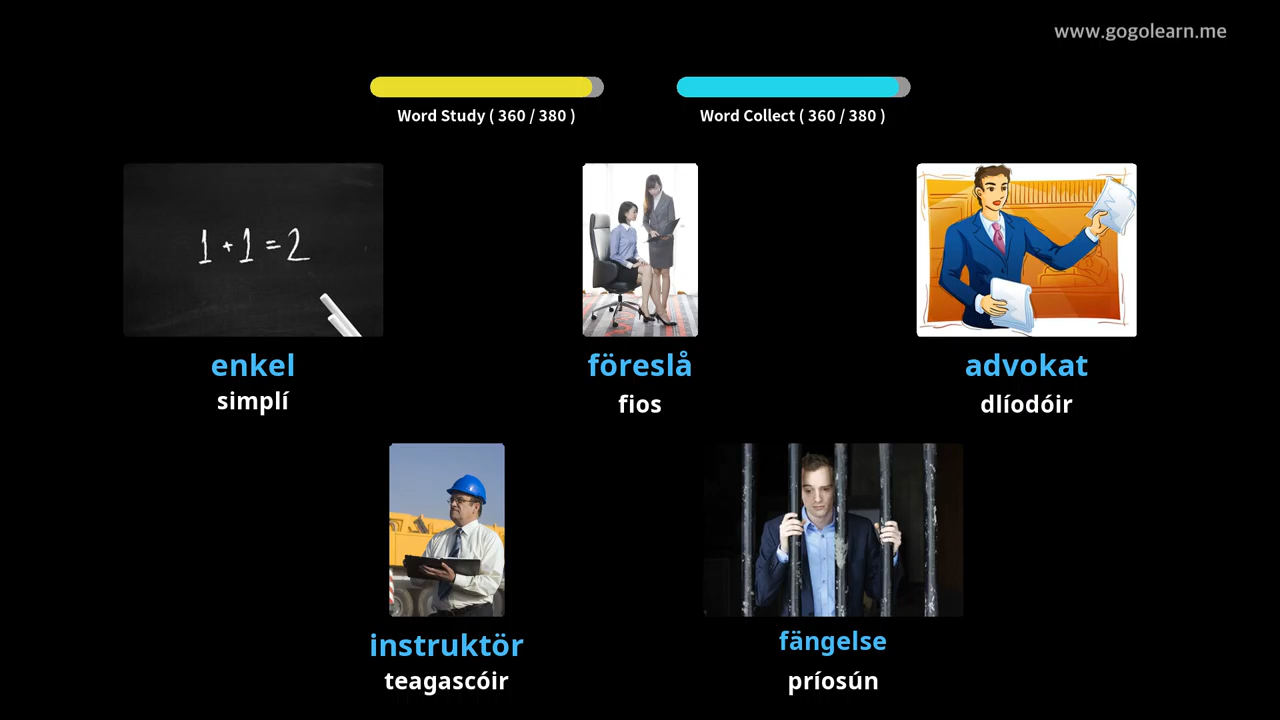 www.gogolearn.me
Word Study ( 360 / 380 )
Word Collect ( 360 / 380 )
1 + 1 = 2
enkel
simplí
föreslå
fios
advokat
dlíodóir
instruktör
teagascóir
fängelse
príosún